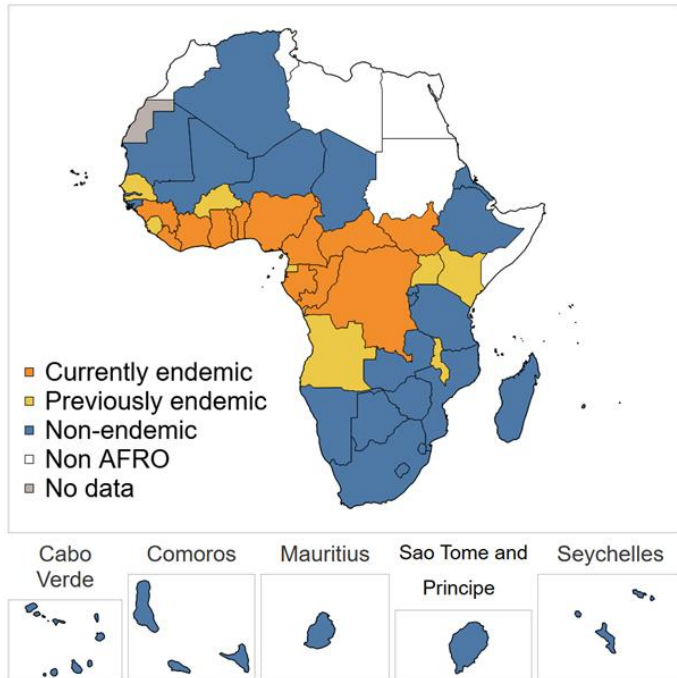 Currently endemic
Previously endemic
Non-endemic
Non AFRO
No data
Cabo
Verde
Comoros
Mauritius
Sao Tome and
Principe
Seychelles